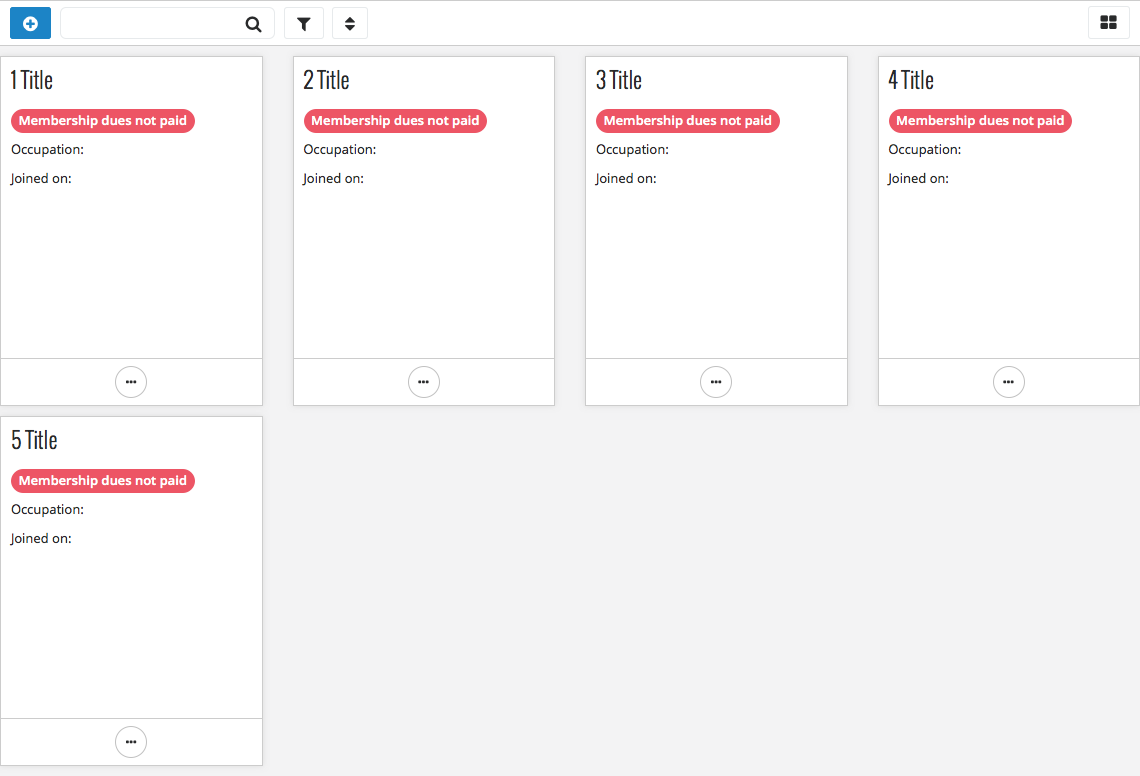 1 Title
Membership dues not paid
Occupation:
Joined on:
2 Title
Membership dues not paid
Occupation:
Joined on:
3 Title
Membership dues not paid
Occupation:
Joined on:
4 Title
Membership dues not paid
Occupation:
Joined on:
5 Title
Membership dues not paid
Occupation:
Joined on: